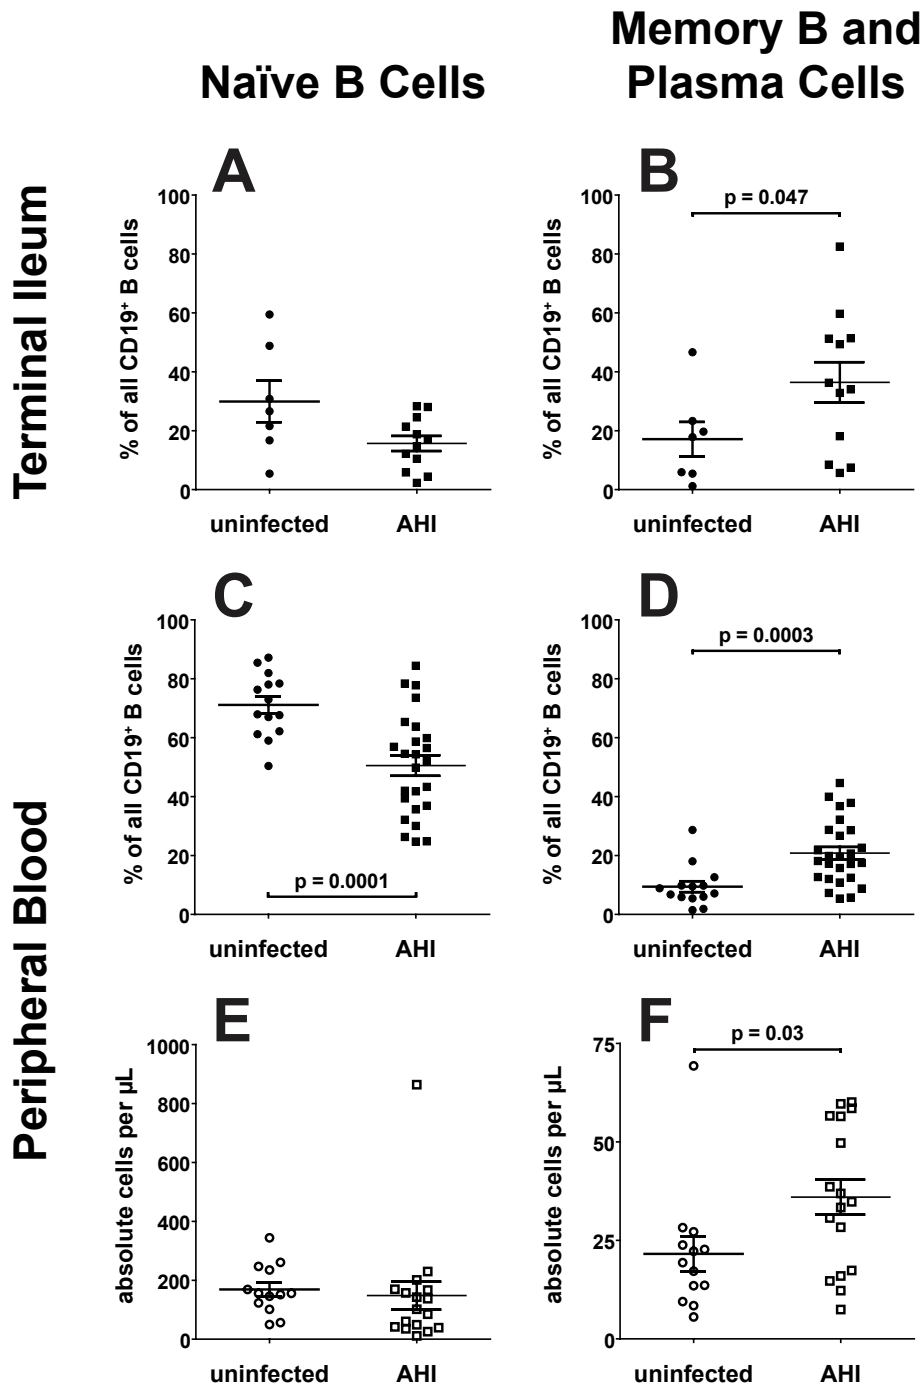 Memory B and
Naïve B Cells
Plasma Cells
Terminal Ileum
A
% of all CD19⁺ B cells
100
80
60
40
20
0
uninfected
AHI
B
% of all CD19⁺ B cells
100
80
60
40
20
0
p = 0.047
uninfected
AHI
Peripheral Blood
C
% of all CD19⁺ B cells
100
80
60
40
20
0
p = 0.0001
uninfected
AHI
D
% of all CD19⁺ B cells
100
80
60
40
20
0
p = 0.0003
uninfected
AHI
E
absolute cells per µL
1000
800
600
400
200
0
uninfected
AHI
F
absolute cells per µL
75
50
25
0
p = 0.03
uninfected
AHI